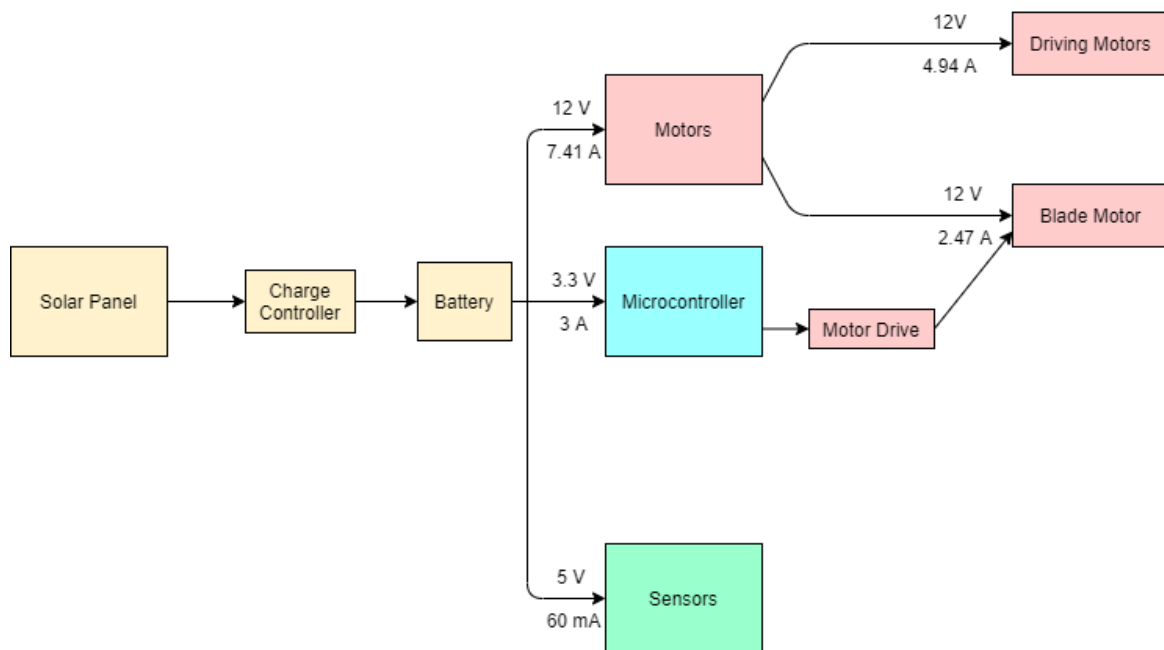 12V
Driving Motors
4.94 A
12 V
Motors
7.41 A
12 V
Blade Motor
2.47 A
Solar Panel
Charge
Controller
Battery
3.3 V
3 A
Microcontroller
Motor Drive
5 V
60 mA
Sensors